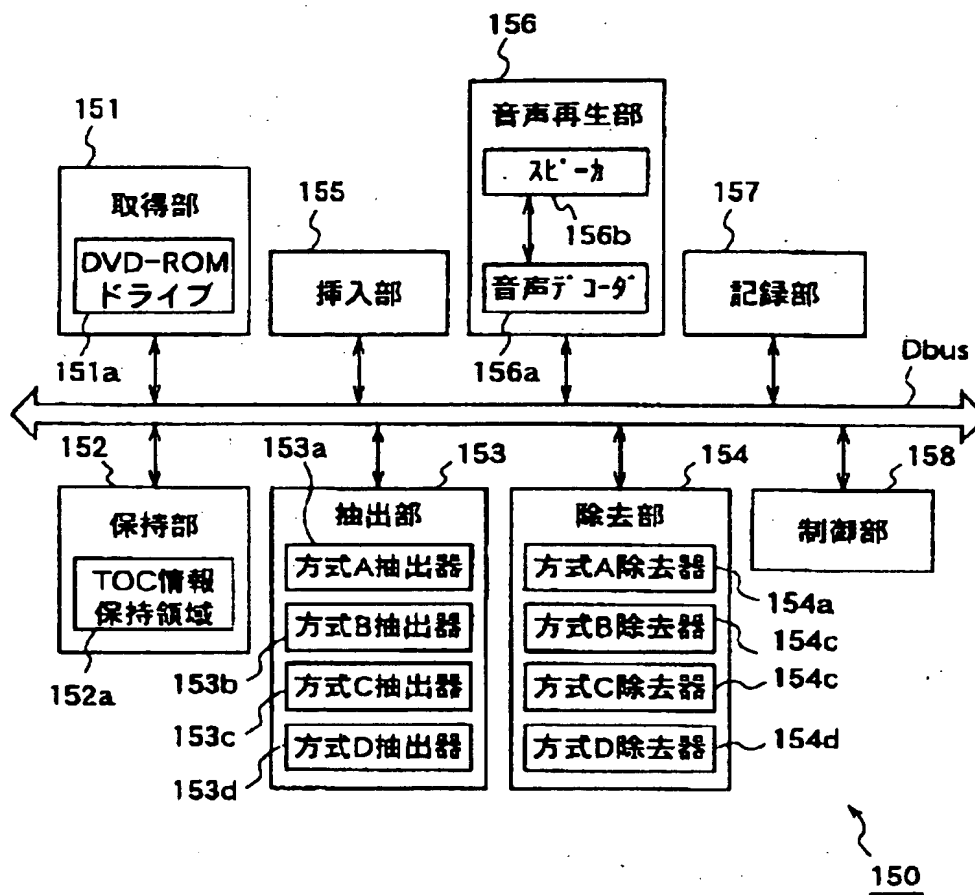 156
151
音声再生部
取得部
155
スピーカ
157
DVD-ROM
ドライブ
挿入部
156b
音声デコーダ
記録部
151a
156a
Dbus
152
153a
153
154
158
保持部
抽出部
除去部
制御部
TOC情報
保持領域
方式A抽出器
方式A除去器
154a
方式B抽出器
方式B除去器
154c
152a
153b
方式C抽出器
方式C除去器
154c
153c
方式D抽出器
方式D除去器
154d
153d
150